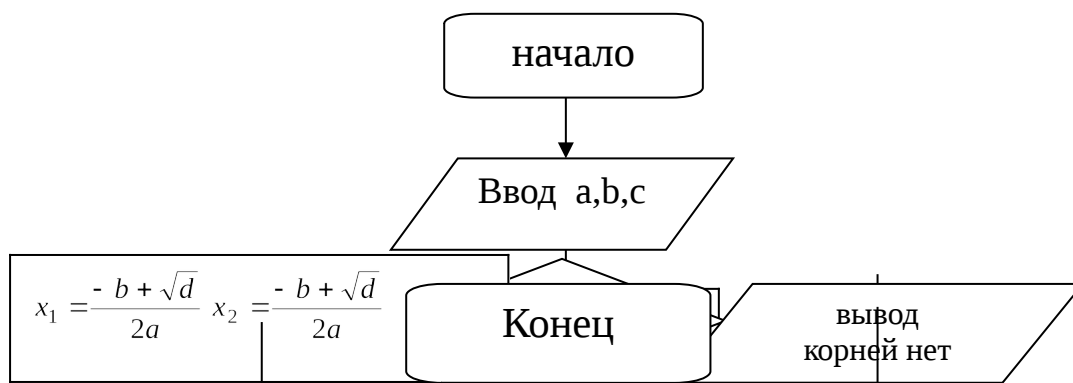 начало
Ввод a,b,c
x₁ = (- b + √d) / 2a x₂ = (- b + √d) / 2a
Конец
вывод
корней нет